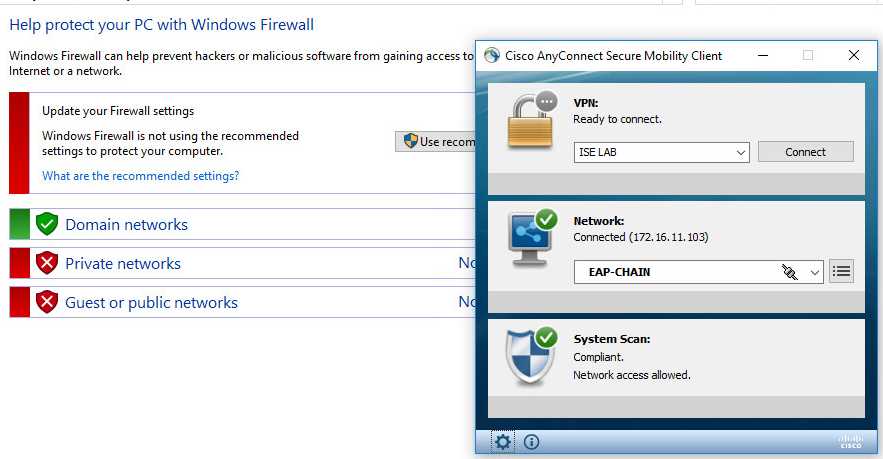 Help protect your PC with Windows Firewall
Windows Firewall can help prevent hackers or malicious software from gaining access to
Internet or a network.
Update your Firewall settings
Windows Firewall is not using the recommended
settings to protect your computer.
Use recom
What are the recommended settings?
Domain networks
Private networks
No
Guest or public networks
No
Cisco AnyConnect Secure Mobility Client
VPN:
Ready to connect.
ISE LAB
Connect
Network:
Connected (172.16.11.103)
EAP-CHAIN
System Scan:
Compliant.
Network access allowed.
CISCO